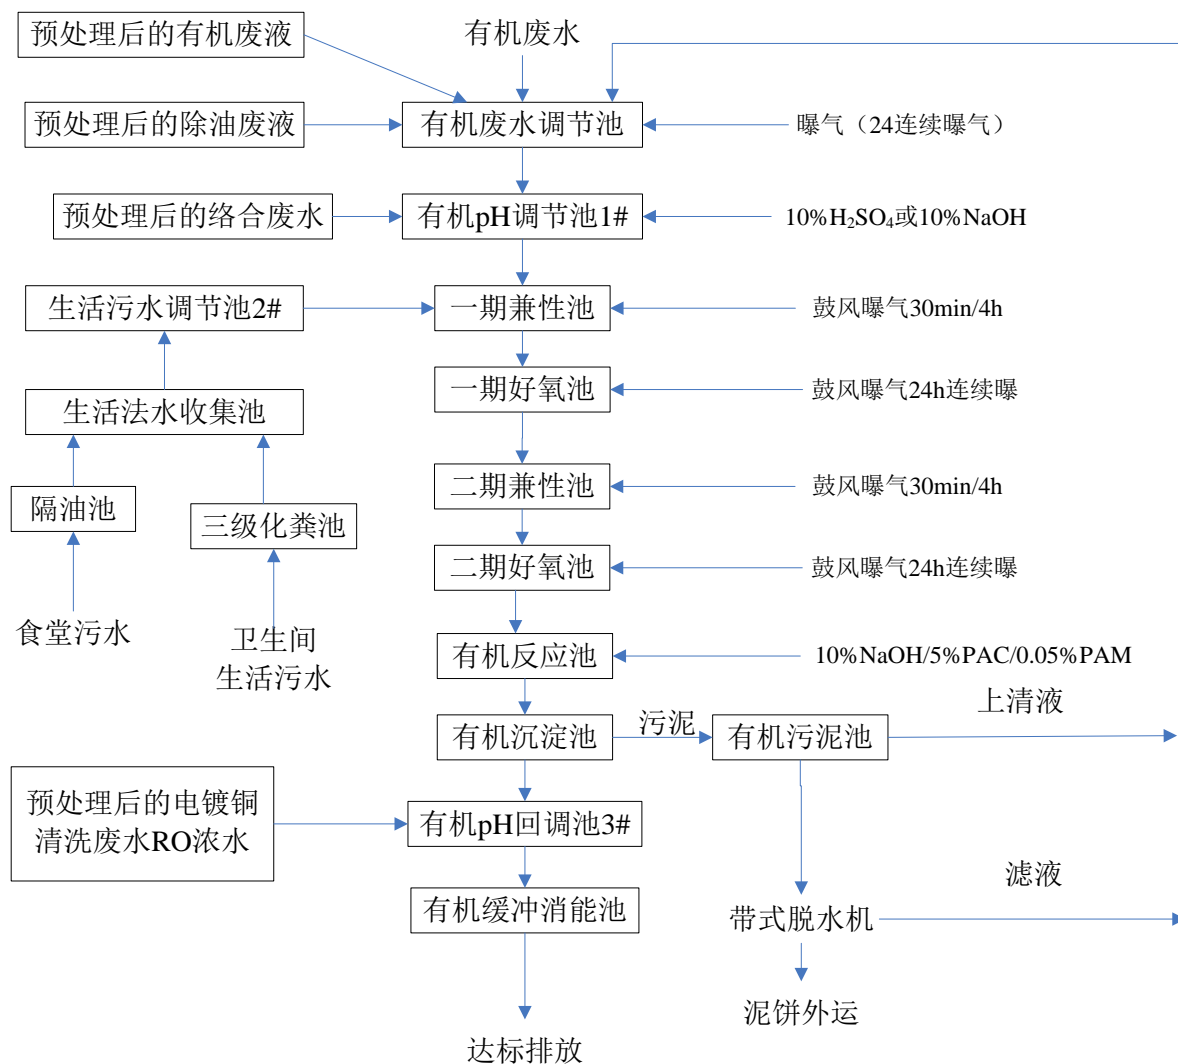 预处理后的有机废液
有机废水
预处理后的除油废液
有机废水调节池
曝气（24连续曝气）
预处理后的络合废水
有机pH调节池1#
10%H₂SO₄或10%NaOH
生活污水调节池2#
一期兼性池
鼓风曝气30min/4h
一期好氧池
鼓风曝气24h连续曝
生活法水收集池
二期兼性池
鼓风曝气30min/4h
隔油池
三级化粪池
二期好氧池
鼓风曝气24h连续曝
食堂污水
卫生间
生活污水
有机反应池
10%NaOH/5%PAC/0.05%PAM
上清液
有机沉淀池
污泥
有机污泥池
预处理后的电镀铜
清洗废水RO浓水
有机pH回调池3#
滤液
有机缓冲消能池
带式脱水机
泥饼外运
达标排放